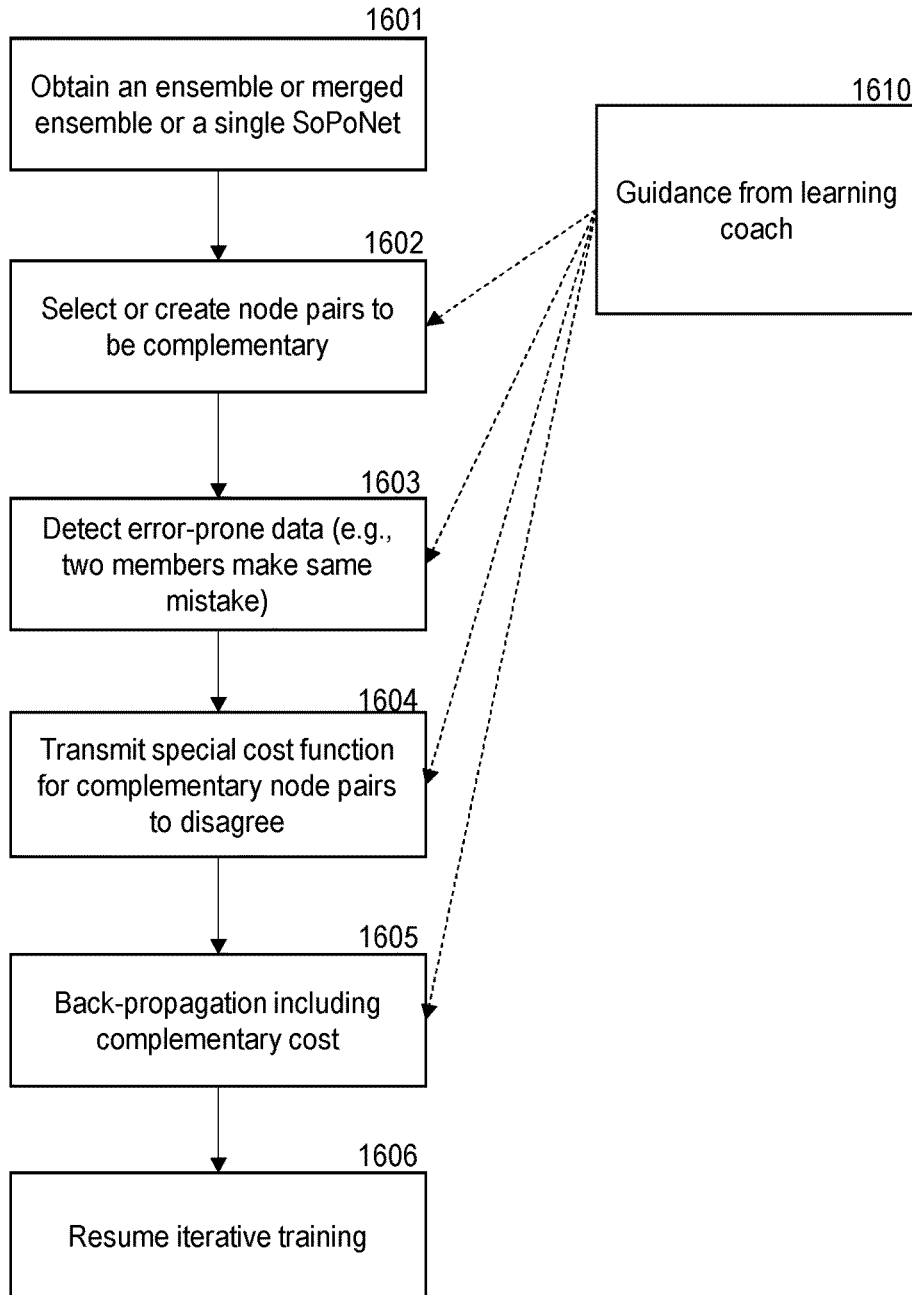 1601
Obtain an ensemble or merged
ensemble or a single SoPoNet
1610
Guidance from learning
coach
1602
Select or create node pairs to
be complementary
1603
Detect error-prone data (e.g.,
two members make same
mistake)
1604
Transmit special cost function
for complementary node pairs
to disagree
1605
Back-propagation including
complementary cost
1606
Resume iterative training